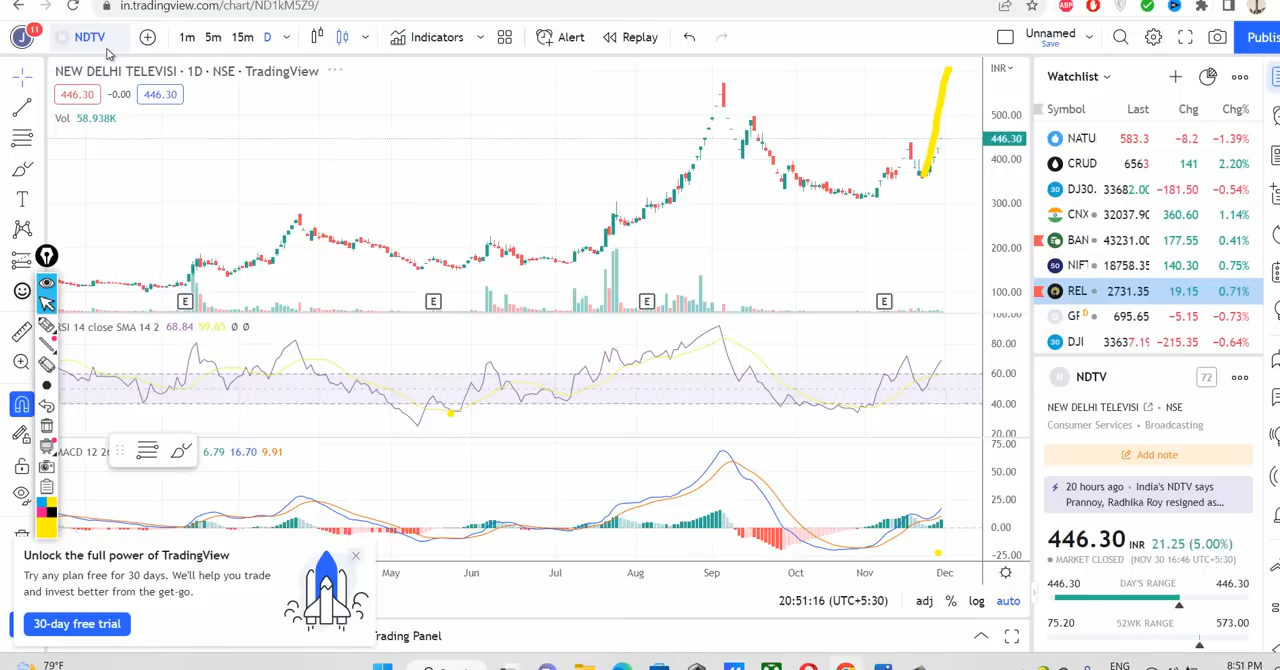 in.tradingview.com/chart/ND1kM5Z9/
ABP
J 11 N NDTV 1m 5m 15m D Indicators Alert Replay Unnamed Save Publis
NEW DELHI TELEVISI · 1D · NSE · TradingView ···
446.30 -0.00 446.30
Vol 58.938K
INR
500.00
446.30
400.00
300.00
200.00
100.00
E E E E
RSI 14 close SMA 14 2 68.84 59.65 Ø Ø
100.00
80.00
60.00
40.00
20.00
MACD 12 26 6.79 16.70 9.91
75.00
50.00
25.00
0.00
−25.00
May Jun Jul Aug Sep Oct Nov Dec
20:51:16 (UTC+5:30) adj % log auto
Trading Panel
Unlock the full power of TradingView
Try any plan free for 30 days. We'll help you trade
and invest better from the get-go.
30-day free trial
79°F
Watchlist
Symbol Last Chg Chg%
NATU 583.3 −8.2 −1.39%
CRUD 6563 141 2.20%
30 DJ30. 33682.00 −181.50 −0.54%
CNX 32037.90 360.60 1.14%
BAN 43231.00 177.55 0.41%
50 NIFT 18758.35 140.30 0.75%
REL 2731.35 19.15 0.71%
G GF D 695.65 −5.15 −0.73%
30 DJI 33637.19 −215.35 −0.64%
N NDTV 72
NEW DELHI TELEVISI · NSE
Consumer Services · Broadcasting
Add note
20 hours ago · India's NDTV says
Prannoy, Radhika Roy resigned as...
446.30 INR 21.25 (5.00%)
MARKET CLOSED (NOV 30 16:46 UTC+5:30)
446.30 DAY'S RANGE 446.30
75.20 52WK RANGE 573.00
8:51 PM